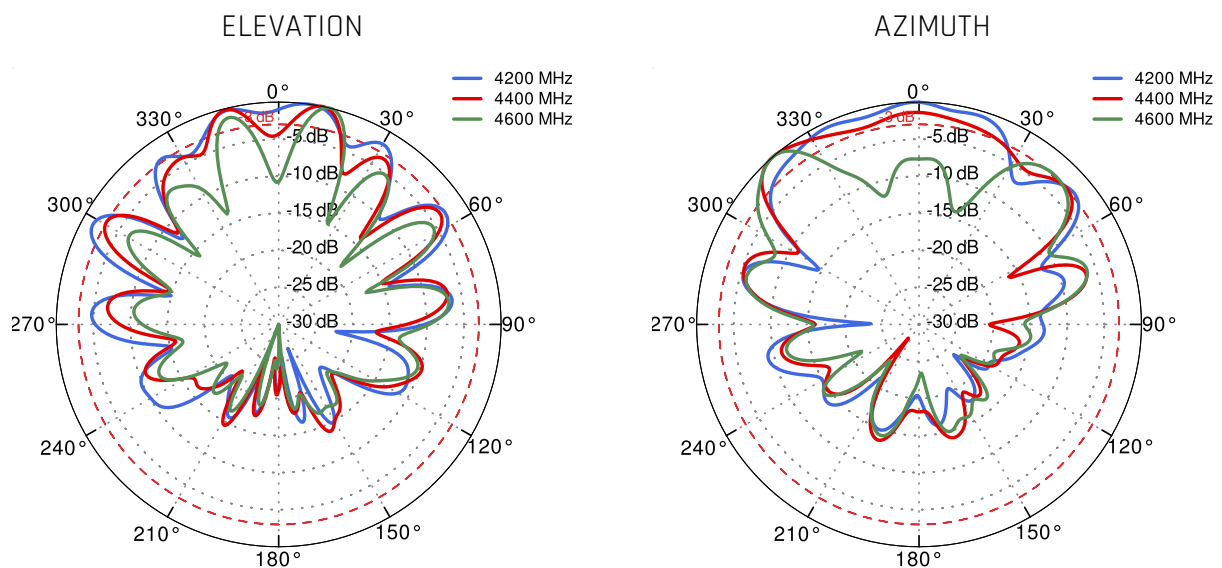 ELEVATION
4200 MHz
4400 MHz
4600 MHz
0°
30°
60°
90°
120°
150°
180°
210°
240°
270°
300°
330°
-3 dB
-5 dB
-10 dB
-15 dB
-20 dB
-25 dB
-30 dB
AZIMUTH
4200 MHz
4400 MHz
4600 MHz
0°
30°
60°
90°
120°
150°
180°
210°
240°
270°
300°
330°
-3 dB
-5 dB
-10 dB
-15 dB
-20 dB
-25 dB
-30 dB